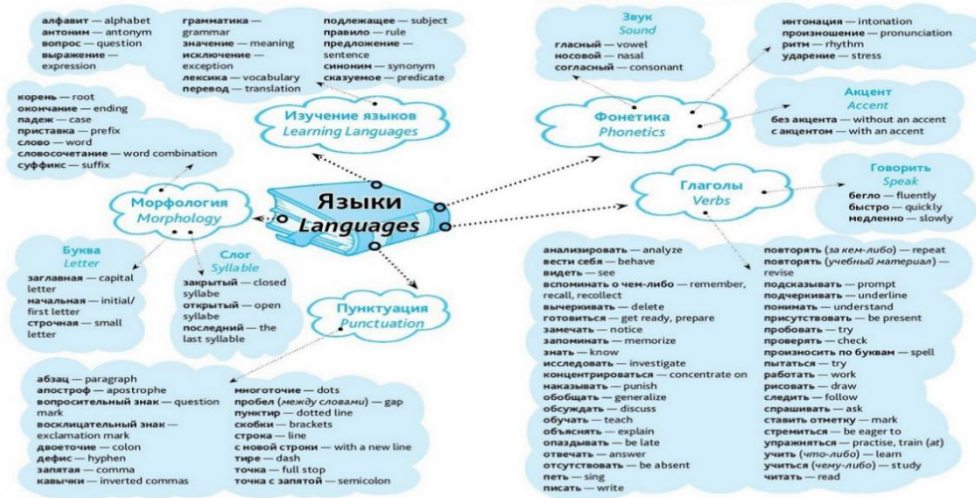 алфавит — alphabet
антоним — antonym
вопрос — question
выражение —
expression
грамматика —
grammar
значение — meaning
исключение —
exception
лексика — vocabulary
перевод — translation
подлежащее — subject
правило — rule
предложение —
sentence
синоним — synonym
сказуемое — predicate
Изучение языков
Learning Languages
Звук
Sound
гласный — vowel
носовой — nasal
согласный — consonant
интонация — intonation
произношение — pronunciation
ритм — rhythm
ударение — stress
Фонетика
Phonetics
Акцент
Accent
без акцента — without an accent
с акцентом — with an accent
корень — root
окончание — ending
падеж — case
приставка — prefix
слово — word
словосочетание — word combination
суффикс — suffix
Морфология
Morphology
Языки
Languages
Глаголы
Verbs
Говорить
Speak
бегло — fluently
быстро — quickly
медленно — slowly
Буква
Letter
заглавная — capital
letter
начальная — initial/
first letter
строчная — small
letter
Слог
Syllable
закрытый — closed
syllabe
открытый — open
syllabe
последний — the
last syllable
Пунктуация
Punctuation
абзац — paragraph
апостроф — apostrophe
вопросительный знак — question
mark
восклицательный знак —
exclamation mark
двоеточие — colon
дефис — hyphen
запятая — comma
кавычки — inverted commas
многоточие — dots
пробел (между словами) — gap
пунктир — dotted line
скобки — brackets
строка — line
с новой строки — with a new line
тире — dash
точка — full stop
точка с запятой — semicolon
анализировать — analyze
вести себя — behave
видеть — see
вспоминать о чем-либо — remember,
recall, recollect
вычеркивать — delete
готовиться — get ready, prepare
замечать — notice
запоминать — memorize
знать — know
исследовать — investigate
концентрироваться — concentrate on
наказывать — punish
обобщать — generalize
обсуждать — discuss
обучать — teach
объяснять — explain
опаздывать — be late
отвечать — answer
отсутствовать — be absent
петь — sing
писать — write
повторять (за кем-либо) — repeat
повторять (учебный материал) —
revise
подсказывать — prompt
подчеркивать — underline
понимать — understand
присутствовать — be present
пробовать — try
проверять — check
произносить по буквам — spell
пытаться — try
работать — work
рисовать — draw
следить — follow
спрашивать — ask
ставить отметку — mark
стремиться — be eager to
упражняться — practise, train (at)
учить (что-либо) — learn
учиться (чему-либо) — study
читать — read